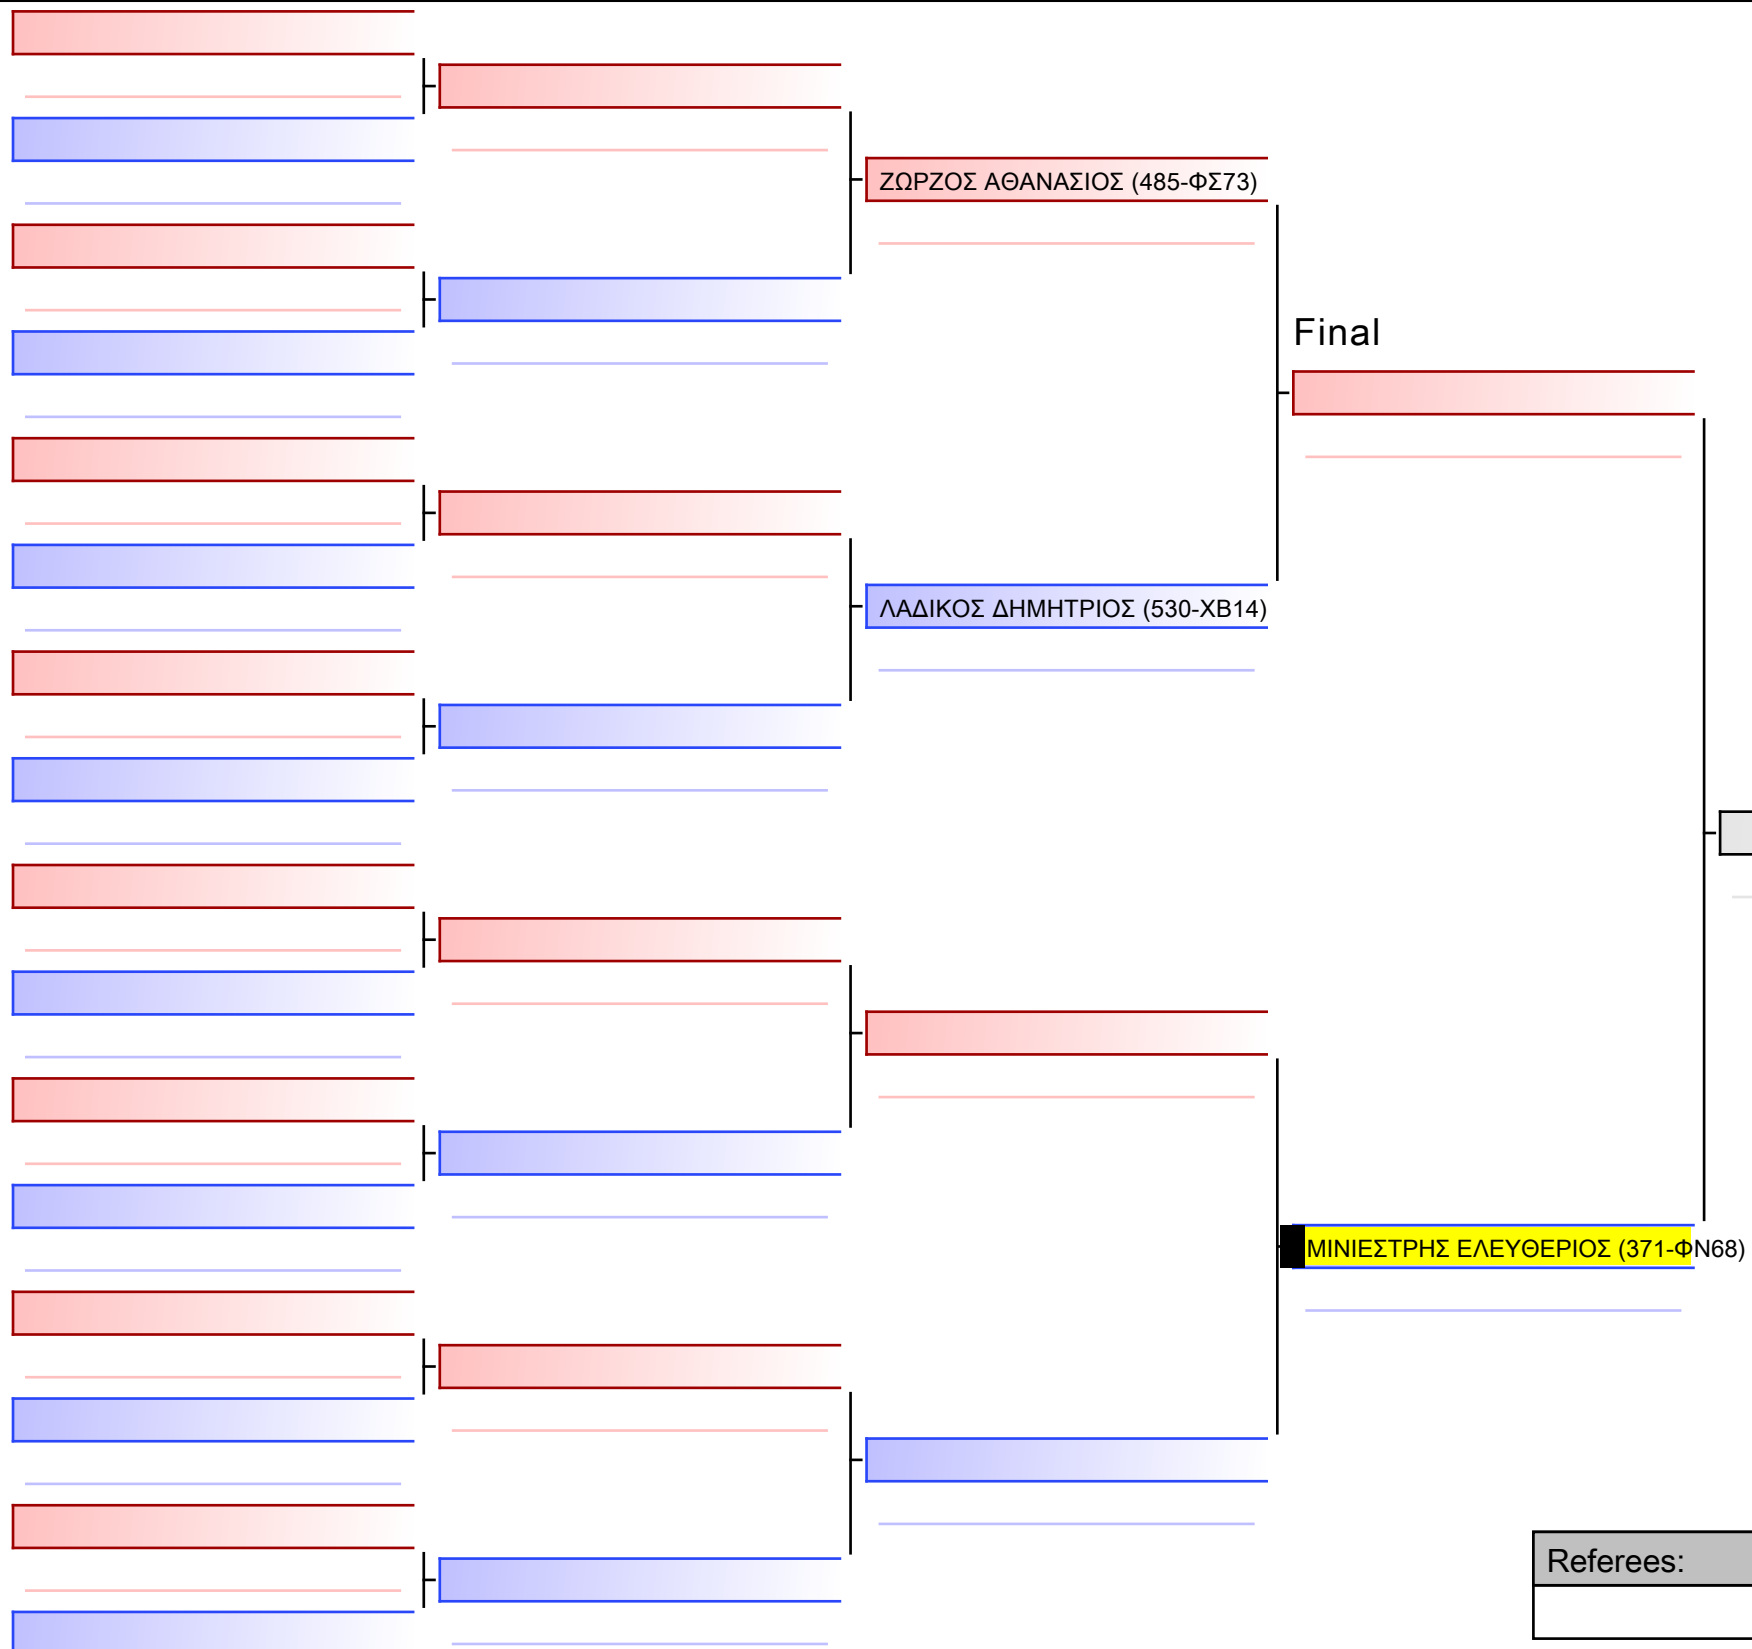 ΖΩΡΖΟΣ ΑΘΑΝΑΣΙΟΣ (485-ΦΣ73)
Final
ΛΑΔΙΚΟΣ ΔΗΜΗΤΡΙΟΣ (530-ΧΒ14)
ΜΙΝΙΕΣΤΡΗΣ ΕΛΕΥΘΕΡΙΟΣ (371-ΦΝ68)
Referees: